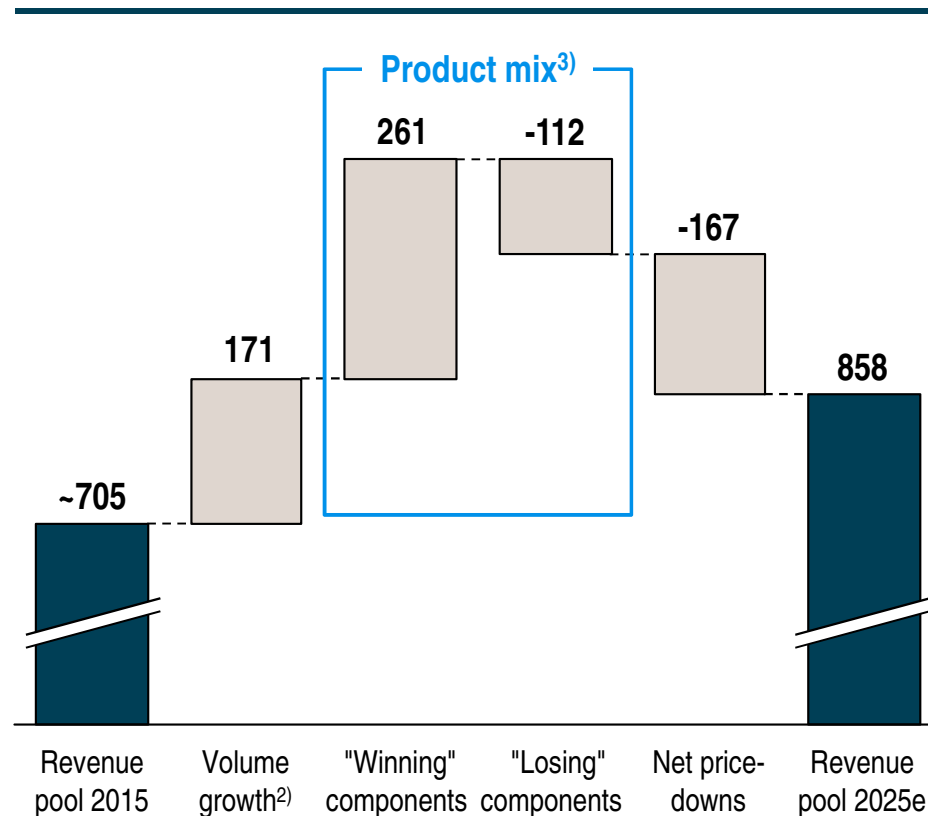 Product mix3)
261
-112
-167
171
858
~705
Revenue
pool 2015
Volume
growth2)
"Winning"
components
"Losing"
components
Net price-
downs
Revenue
pool 2025e